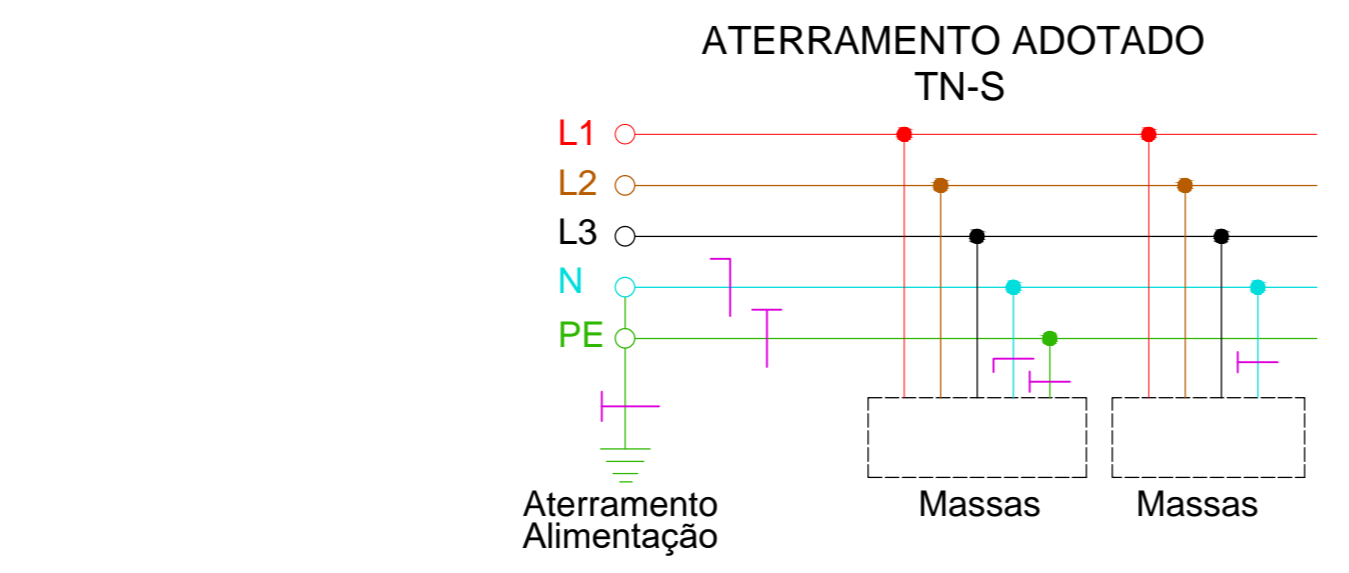 ATERRAMENTO ADOTADO
TN-S
L1
L2
L3
N
PE
Aterramento
Alimentação
Massas
Massas